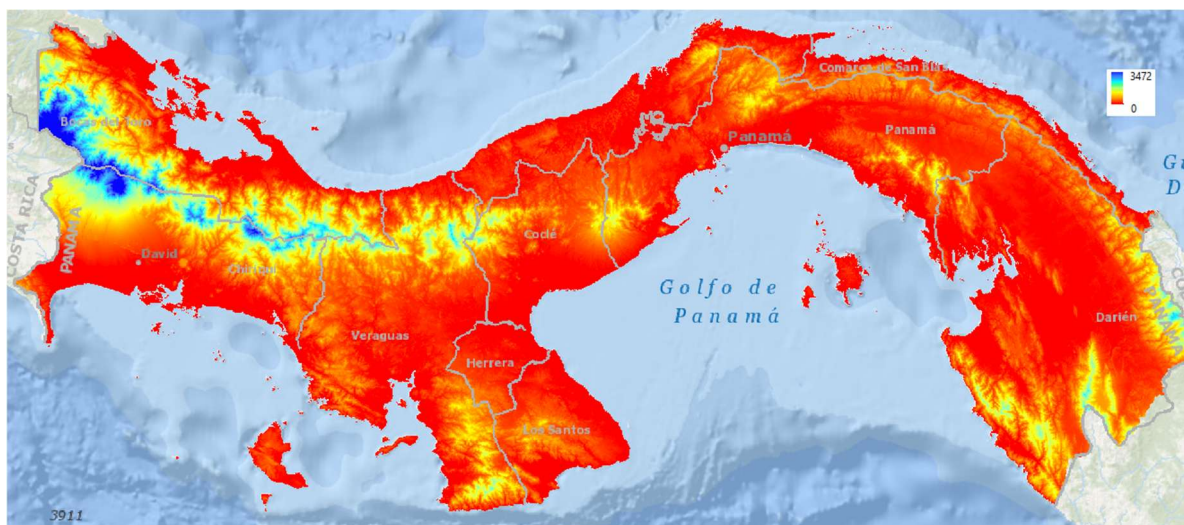 Comarca de San Blas
3472
0
Bocas del Toro
Panamá
Panamá
COSTA RICA
PANAMÁ
Coclé
David
Chiriquí
Golfo de
Panamá
Veraguas
Herrera
Los Santos
Darién
PANAMÁ
3911